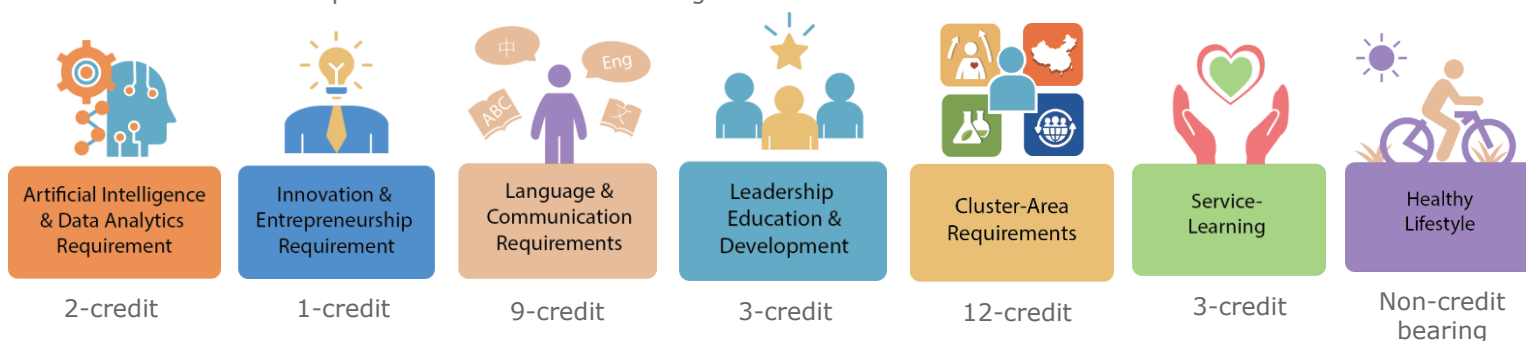 中
Eng
ABC
文
Artificial Intelligence
& Data Analytics
Requirement
2-credit
Innovation &
Entrepreneurship
Requirement
1-credit
Language &
Communication
Requirements
9-credit
Leadership
Education &
Development
3-credit
Cluster-Area
Requirements
12-credit
Service-
Learning
3-credit
Healthy
Lifestyle
Non-credit
bearing